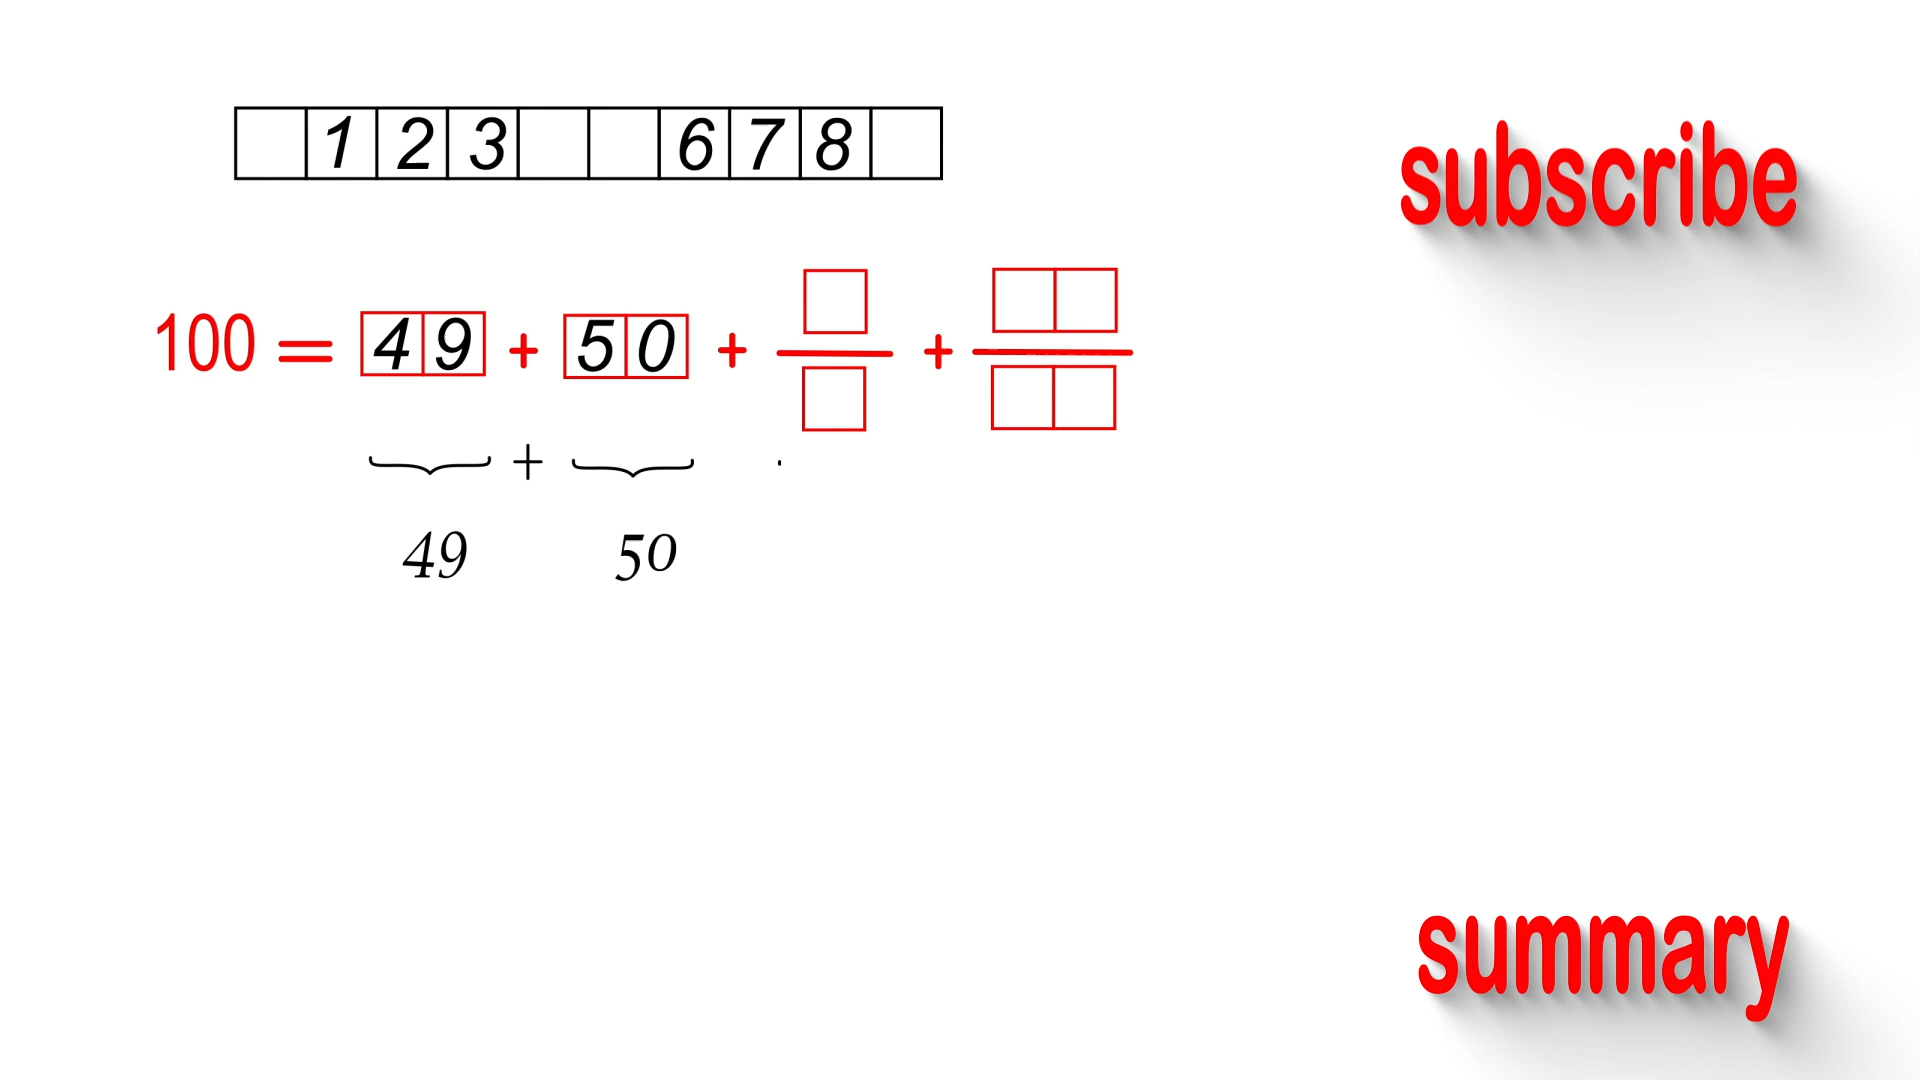 1 2 3 6 7 8
subscribe
100 = 49 + 50 + +
+
49 50
summary